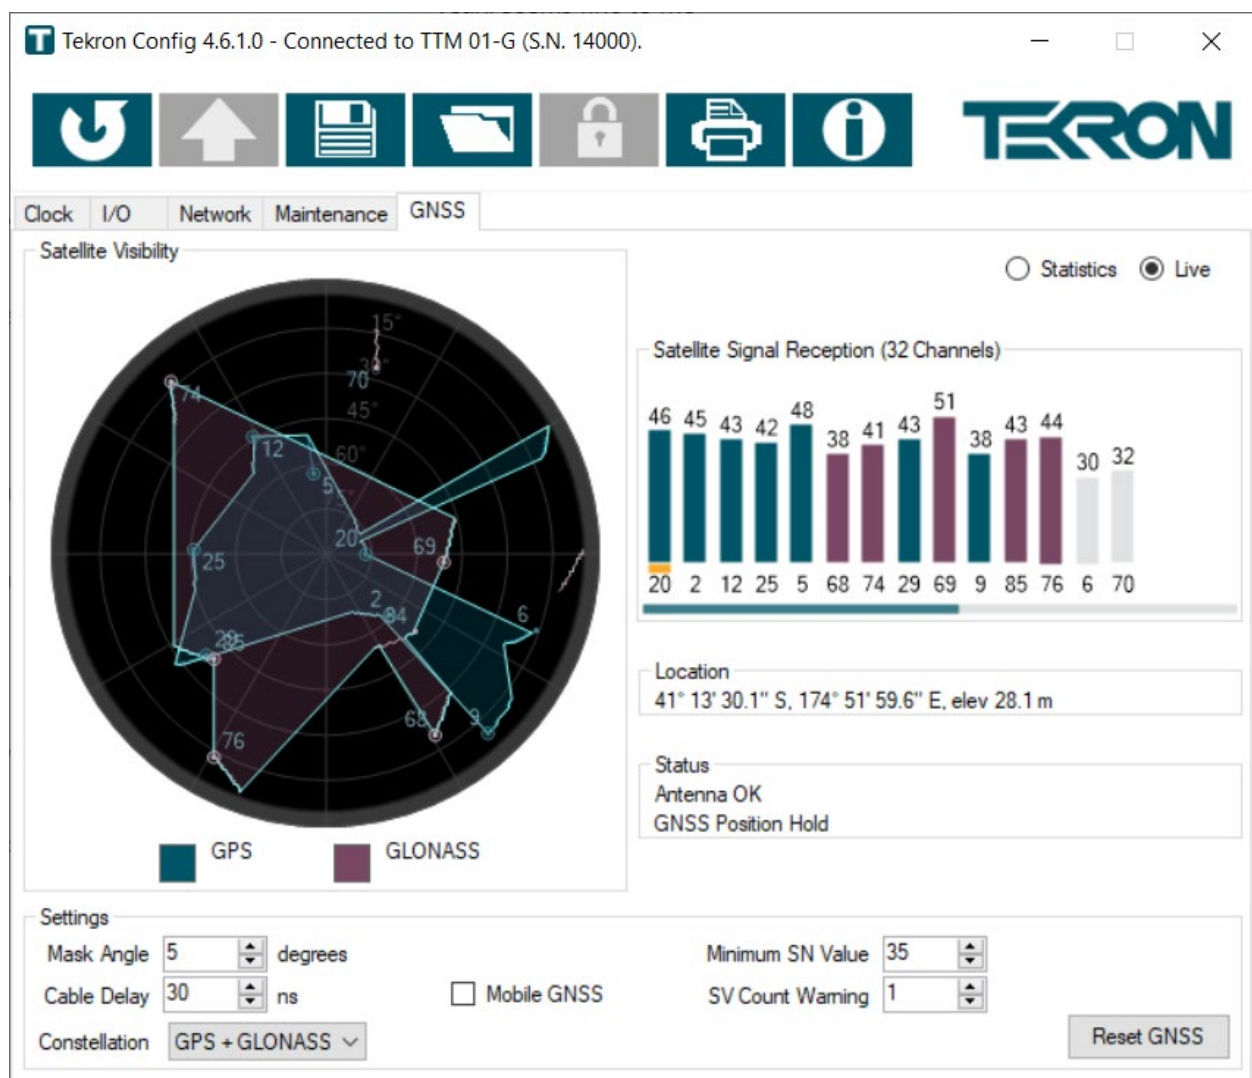 Tekron Config 4.6.1.0 - Connected to TTM 01-G (S.N. 14000).
TEKRON
Clock I/O Network Maintenance GNSS
Satellite Visibility
Statistics Live
15°
70
74
45°
12
60°
5
20
69
25
2
84
6
29
85
68
9
76
GPS GLONASS
Satellite Signal Reception (32 Channels)
46 45 43 42 48 38 41 43 51 38 43 44 30 32
20 2 12 25 5 68 74 29 69 9 85 76 6 70
Location
41° 13' 30.1" S, 174° 51' 59.6" E, elev 28.1 m
Status
Antenna OK
GNSS Position Hold
Settings
Mask Angle 5 degrees
Minimum SN Value 35
Cable Delay 30 ns
Mobile GNSS
SV Count Warning 1
Constellation GPS + GLONASS
Reset GNSS